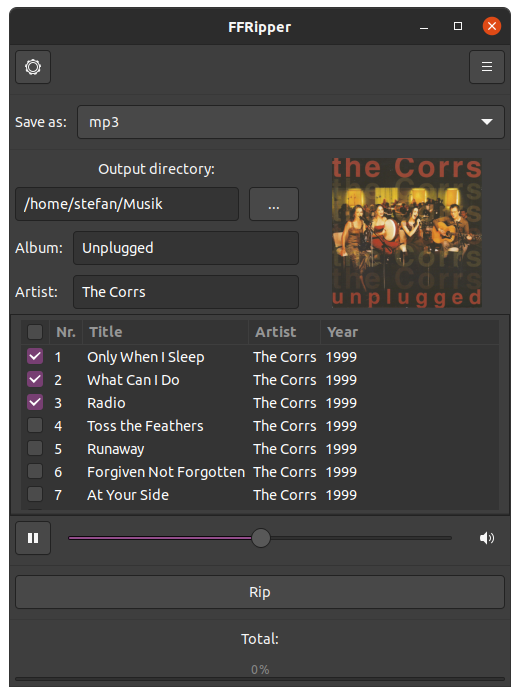 FFRipper
Save as: mp3
Output directory:
/home/stefan/Musik ...
Album: Unplugged
Artist: The Corrs
the Corrs
the Corrs
unplugged
Nr. Title Artist Year
1 Only When I Sleep The Corrs 1999
2 What Can I Do The Corrs 1999
3 Radio The Corrs 1999
4 Toss the Feathers The Corrs 1999
5 Runaway The Corrs 1999
6 Forgiven Not Forgotten The Corrs 1999
7 At Your Side The Corrs 1999
Rip
Total:
0%